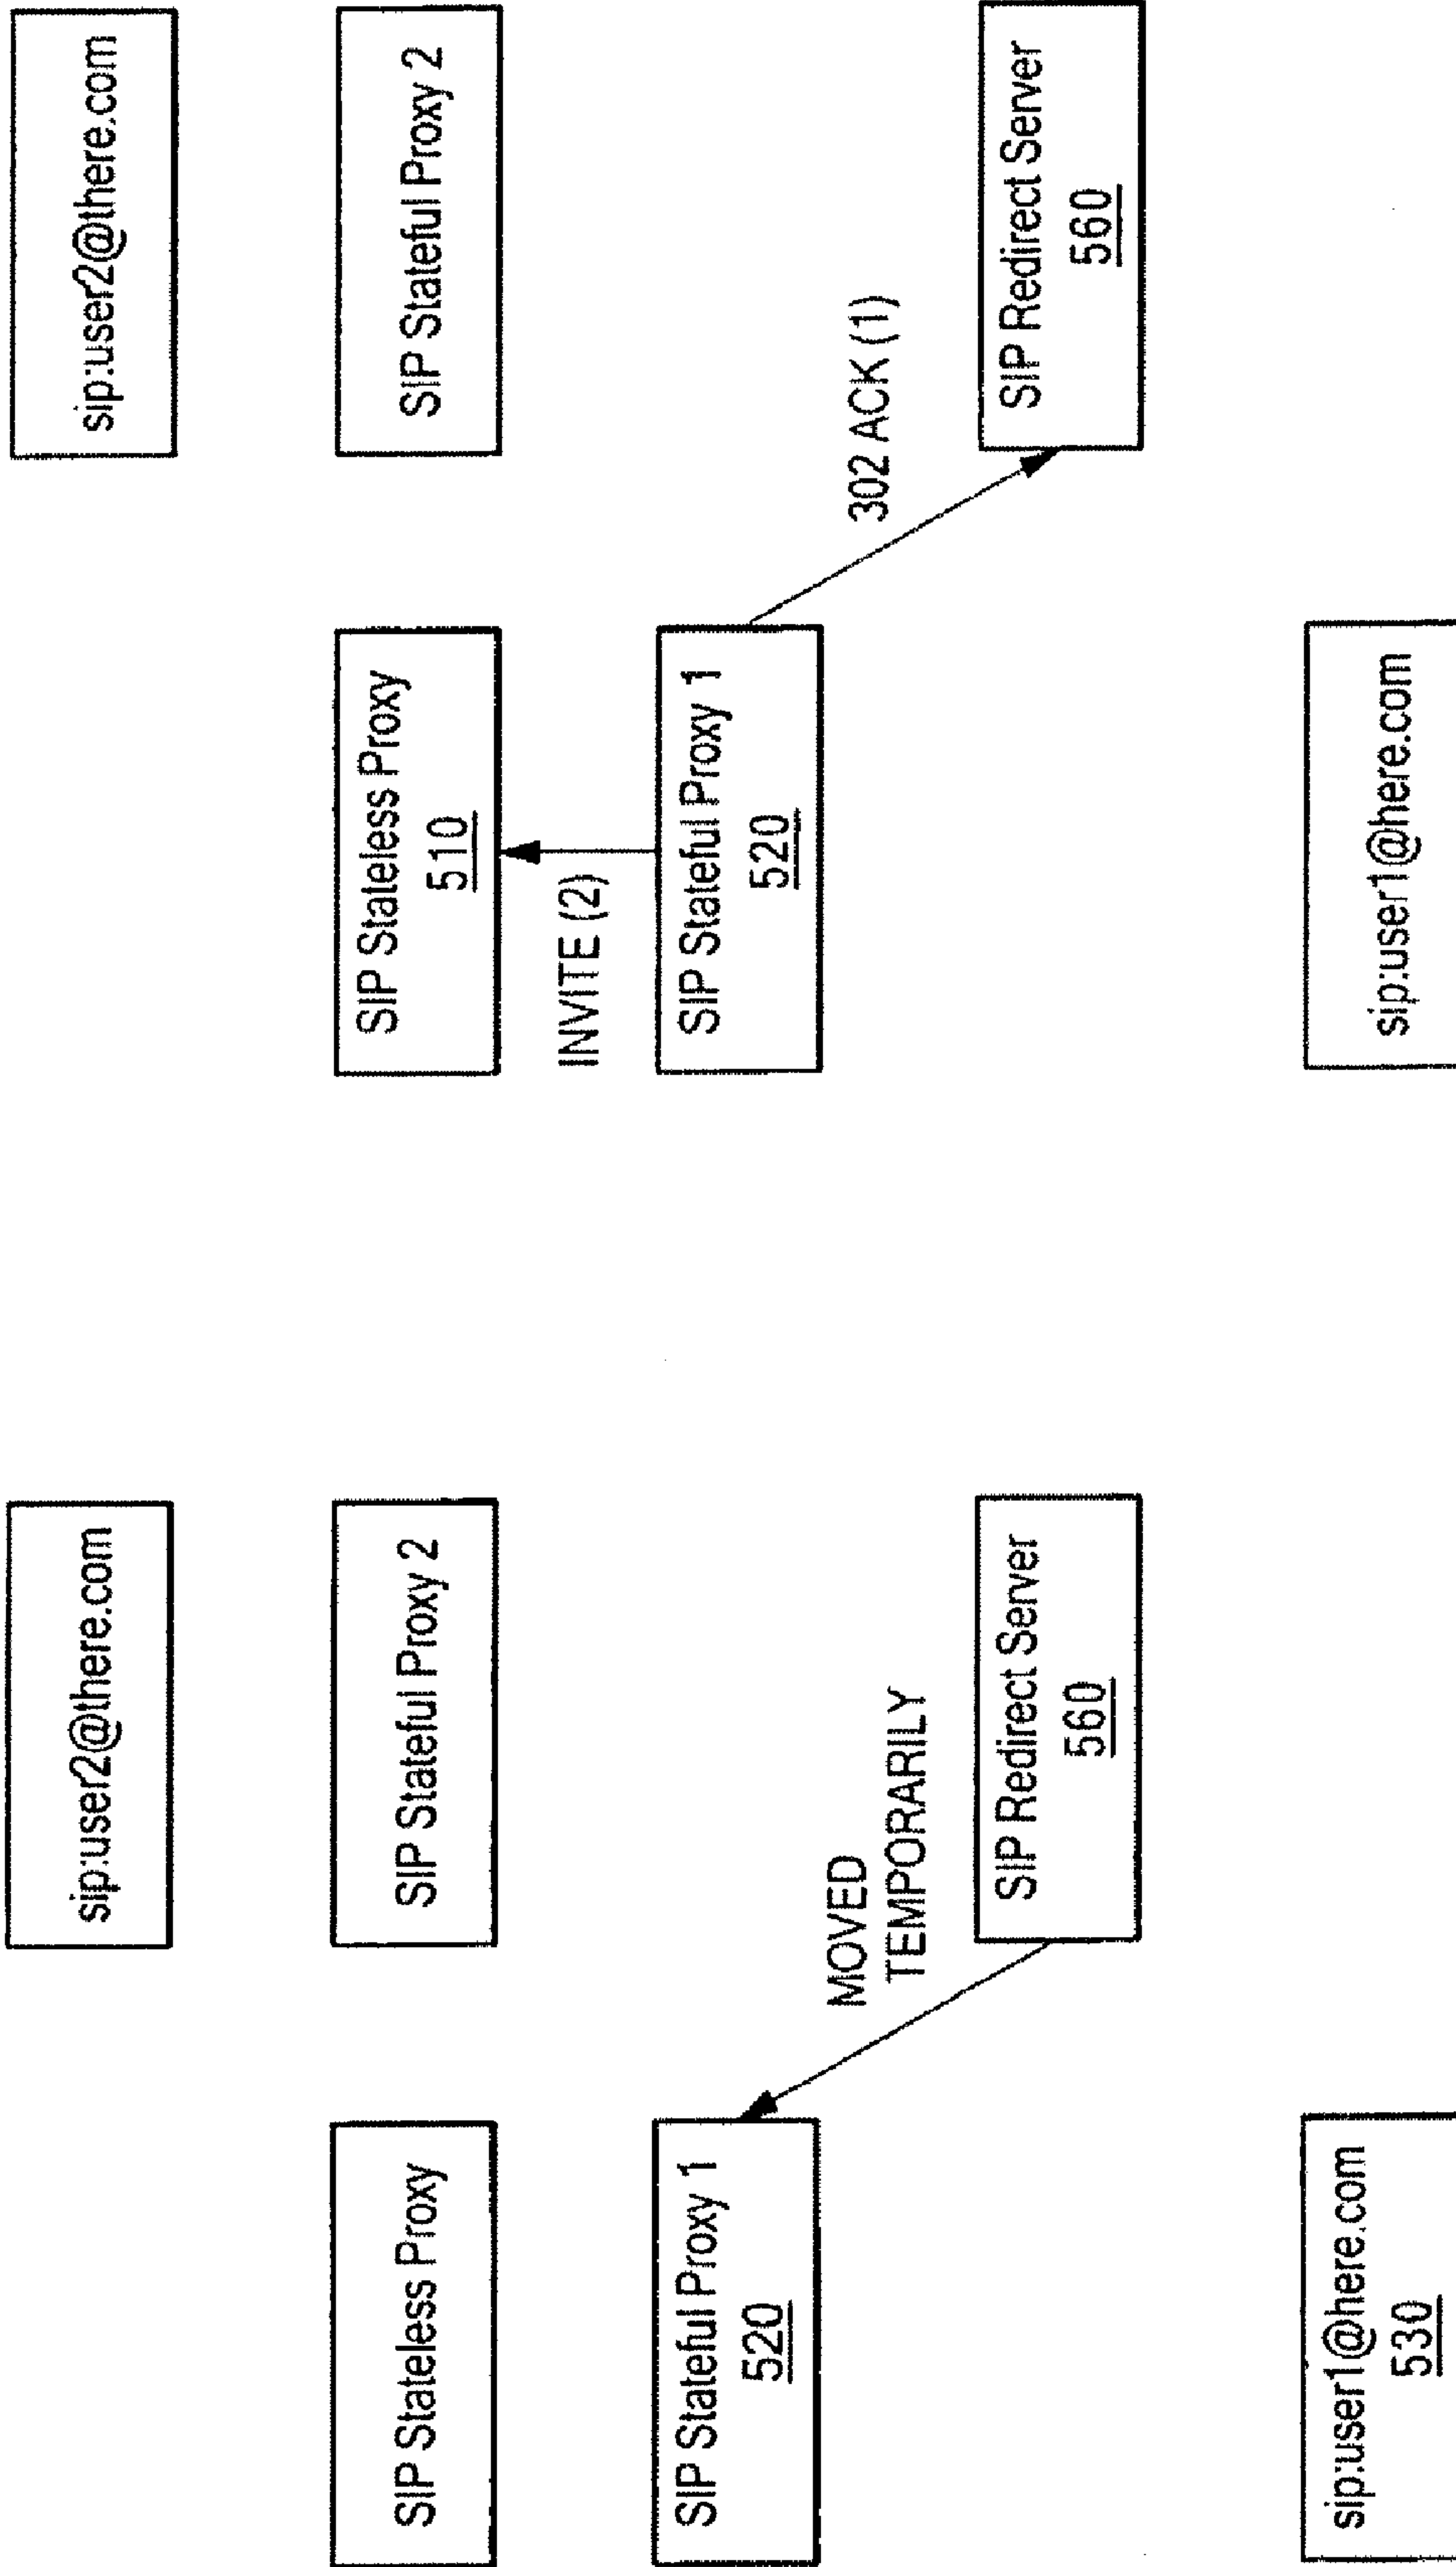 sip:user2@there.com
SIP Stateless Proxy
SIP Stateful Proxy 2
SIP Stateful Proxy 1
520
MOVED
TEMPORARILY
SIP Redirect Server
560
sip:user1@here.com
530
sip:user2@there.com
SIP Stateless Proxy
510
SIP Stateful Proxy 2
INVITE (2)
SIP Stateful Proxy 1
520
302 ACK (1)
SIP Redirect Server
560
sip:user1@here.com